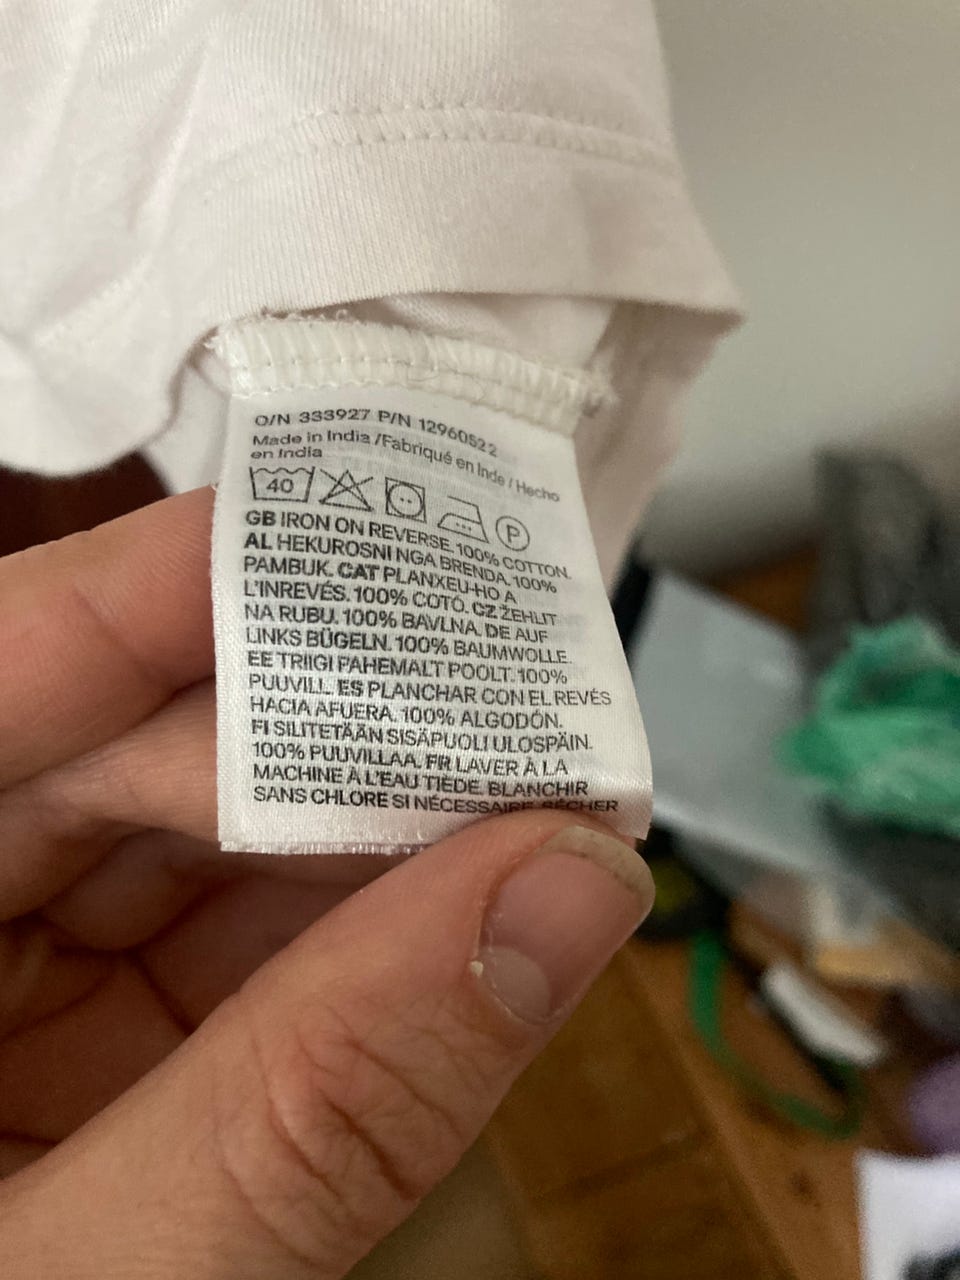 O/N 333927 P/N 1296052 2
Made in India / Fabriqué en Inde / Hecho
en India
40 P
GB IRON ON REVERSE. 100% COTTON.
AL HEKUROSNI NGA BRENDA. 100%
PAMBUK. CAT PLANXEU-HO A
L'INREVÉS. 100% COTÓ. CZ ŽEHLIT
NA RUBU. 100% BAVLNA. DE AUF
LINKS BÜGELN. 100% BAUMWOLLE.
EE TRIIGI PAHEMALT POOLT. 100%
PUUVILL. ES PLANCHAR CON EL REVÉS
HACIA AFUERA. 100% ALGODÓN.
FI SILITETÄÄN SISÄPUOLI ULOSPÄIN.
100% PUUVILLAA. FR LAVER À LA
MACHINE À L'EAU TIÈDE. BLANCHIR
SANS CHLORE SI NÉCESSAIRE. SÉCHER